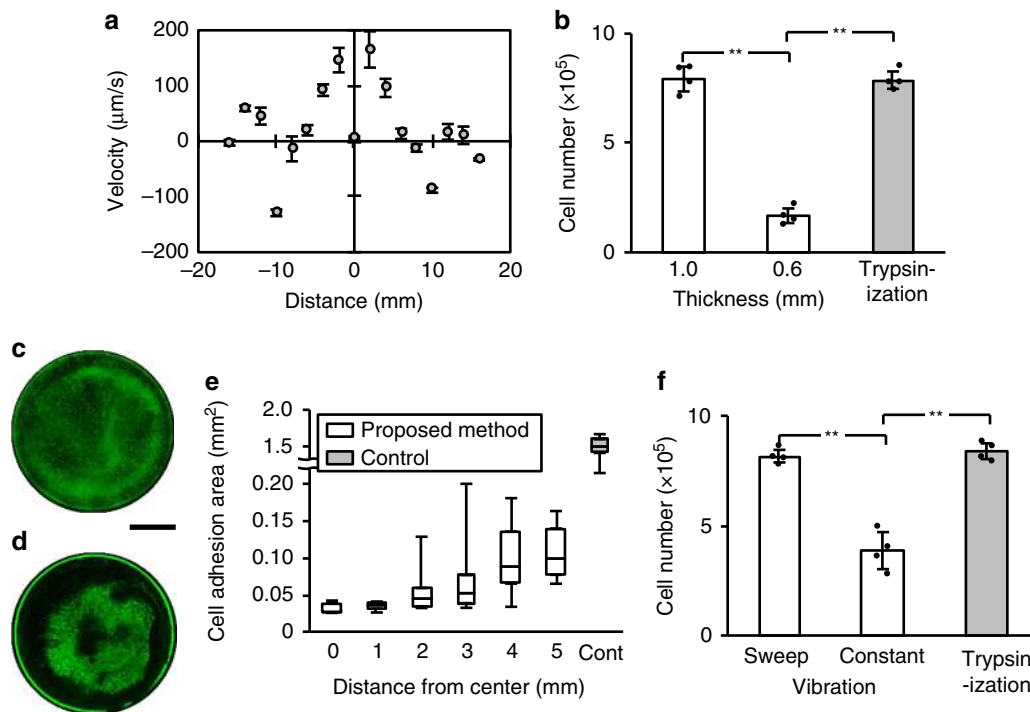 a
200
100
0
−100
−200
Velocity (μm/s)
−20
−10
0
10
20
Distance (mm)
b
**
**
10
5
0
Cell number (×10⁵)
1.0
0.6
Trypsin-
ization
Thickness (mm)
c
d
e
2.0
1.5
0.20
0.15
0.10
0.05
0
Cell adhesion area (mm²)
Proposed method
Control
0
1
2
3
4
5
Cont
Distance from center (mm)
f
**
**
10
5
0
Cell number (×10⁵)
Sweep
Constant
Trypsin
-ization
Vibration